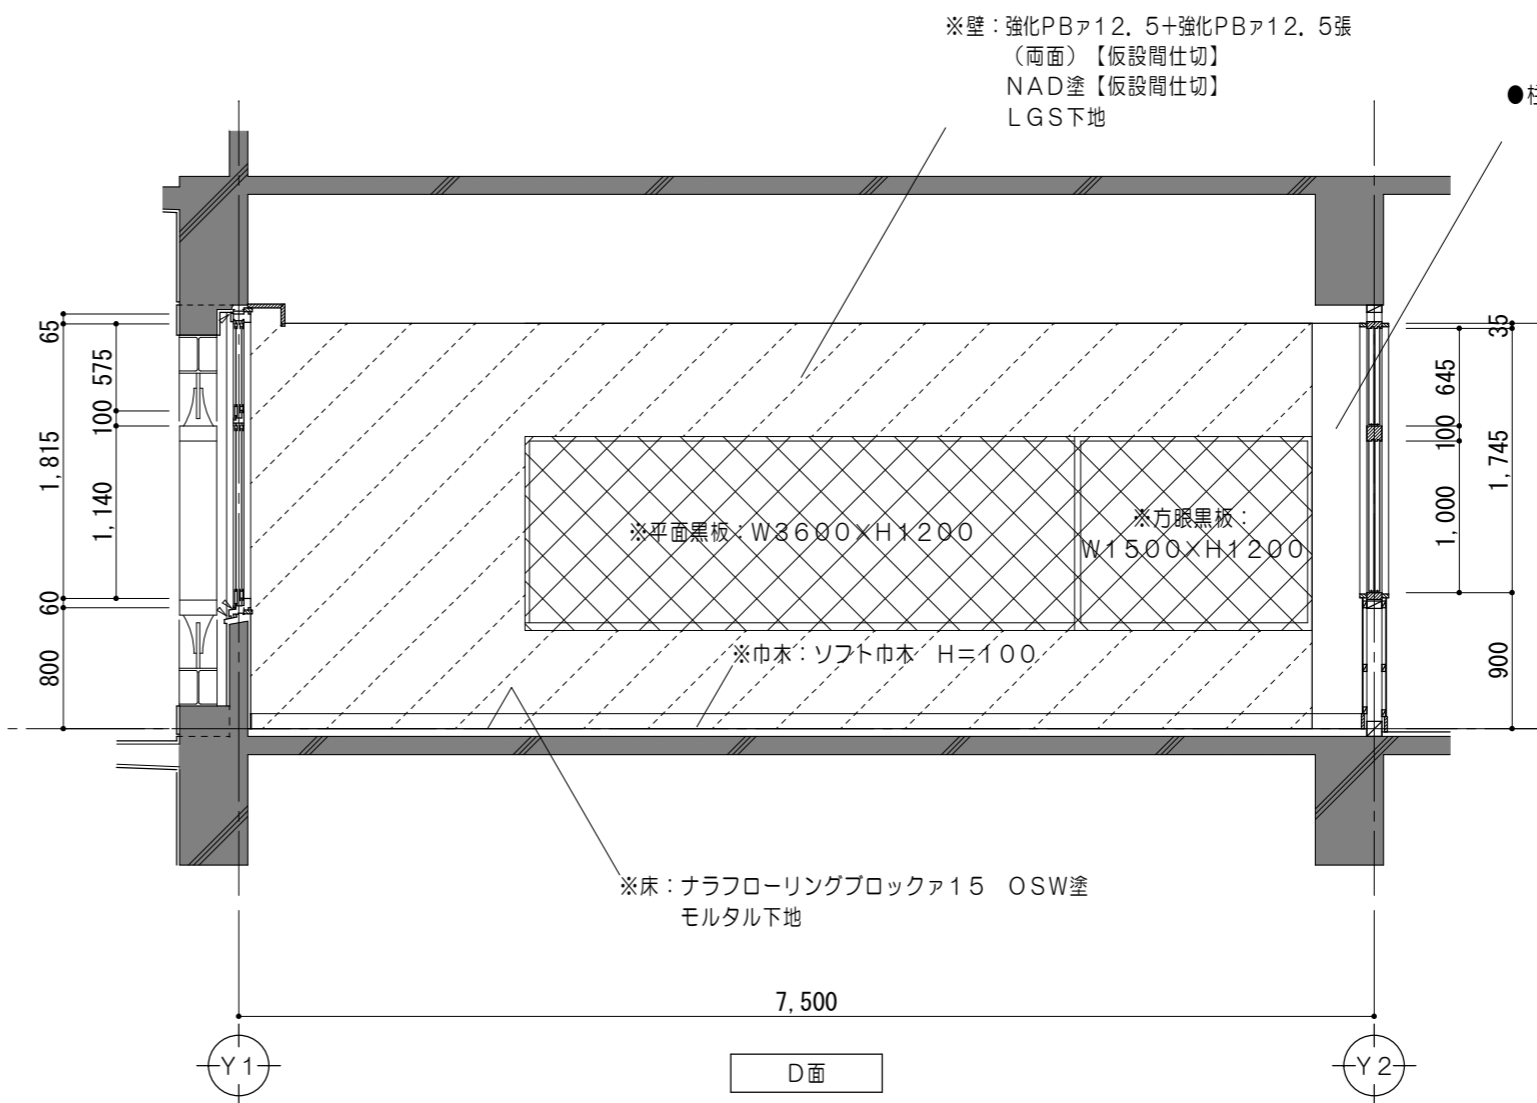 ※壁：強化PBァ12．5+強化PBァ12．5張
（両面）【仮設間仕切】
NAD塗【仮設間仕切】
LGS下地
●柱
65
575
100
1,815
1,140
60
800
35
645
100
1,745
1,000
900
※平面黒板：W3600×H1200
※方眼黒板：
W1500×H1200
※巾木：ソフト巾木　H=100
※床：ナラフローリングブロックァ15　OSW塗
モルタル下地
7,500
Y1
D面
Y2